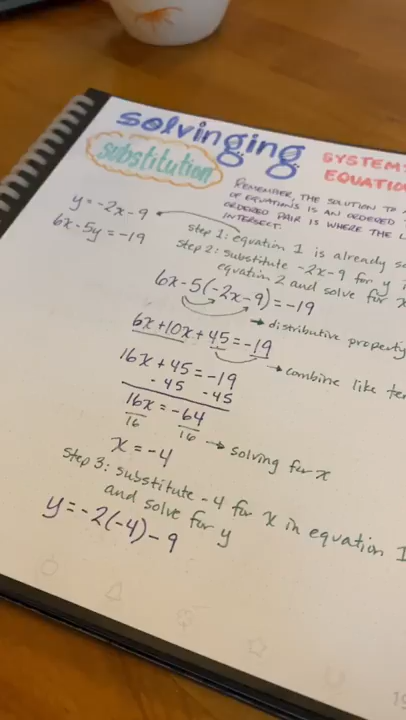 solvinging
SYSTEM
substitution
EQUATION
REMEMBER, THE SOLUTION TO A
OF EQUATIONS IS AN ORDERED
ORDERED PAIR IS WHERE THE
INTERSECT.
y = -2x - 9
6x - 5y = -19
step 1: equation 1 is already
step 2: substitute -2x-9 for y
equation 2 and solve for x
6x - 5(-2x - 9) = -19
→ distributive property
6x + 10x + 45 = -19
→ combine like
16x + 45 = -19
- 45 - 45
16x = -64
16 16
→ solving for x
x = -4
step 3: substitute -4 for x in equation 1
and solve for y
y = -2(-4) - 9